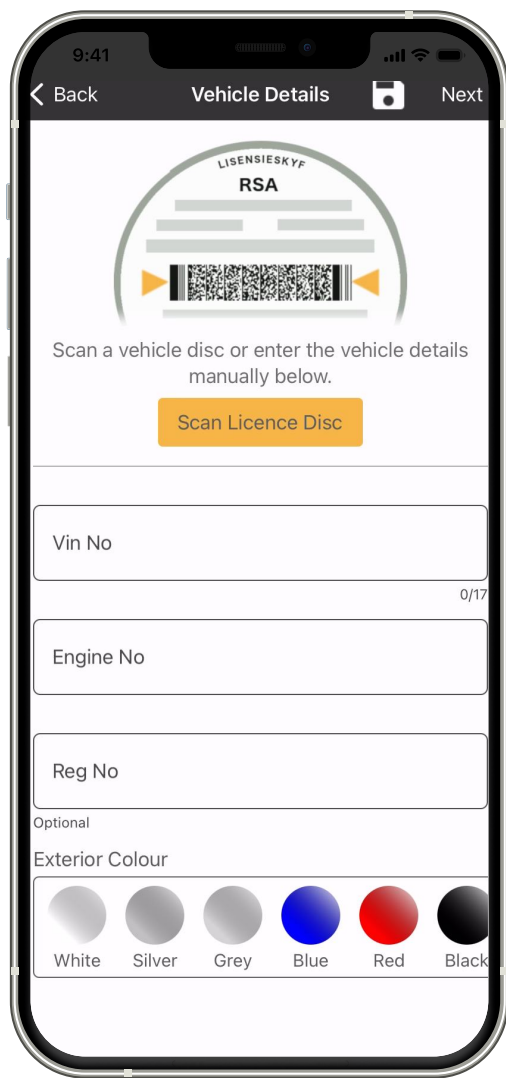 9:41
Back
Vehicle Details
Next
LISENSIESKYF
RSA
Scan a vehicle disc or enter the vehicle details
manually below.
Scan Licence Disc
Vin No
0/17
Engine No
Reg No
Optional
Exterior Colour
White
Silver
Grey
Blue
Red
Black